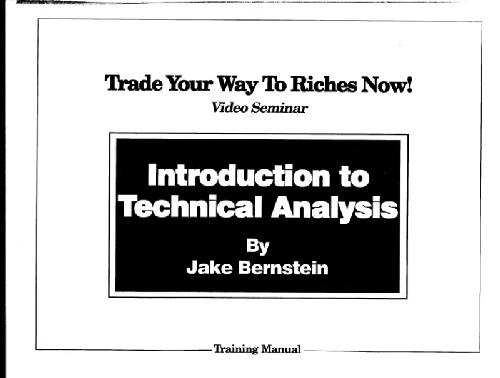 Trade Your Way To Riches Now!
Video Seminar
Introduction to
Technical Analysis
By
Jake Bernstein
Training Manual